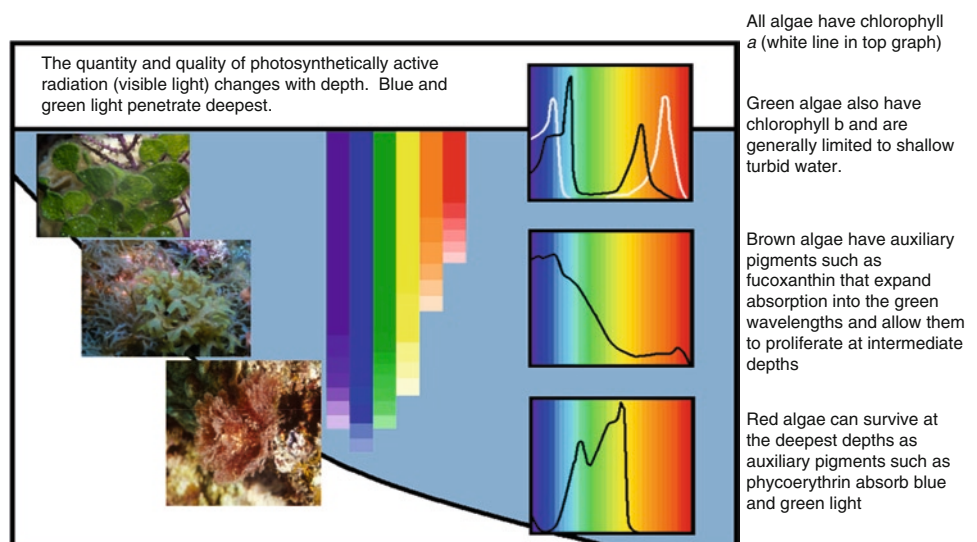 The quantity and quality of photosynthetically active
radiation (visible light) changes with depth.  Blue and
green light penetrate deepest.
All algae have chlorophyll
a (white line in top graph)
Green algae also have
chlorophyll b and are
generally limited to shallow
turbid water.
Brown algae have auxiliary
pigments such as
fucoxanthin that expand
absorption into the green
wavelengths and allow them
to proliferate at intermediate
depths
Red algae can survive at
the deepest depths as
auxiliary pigments such as
phycoerythrin absorb blue
and green light